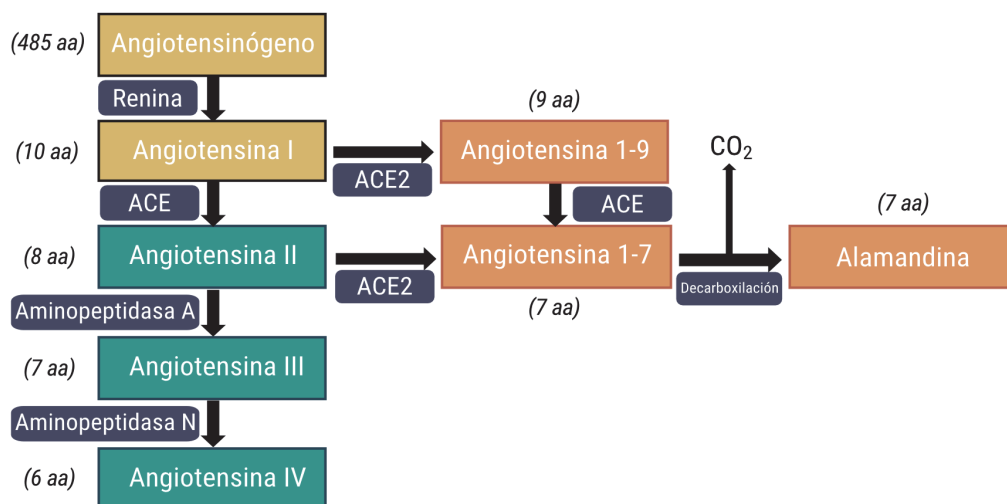 (485 aa)
Angiotensinógeno
Renina
(9 aa)
(10 aa)
Angiotensina I
ACE2
Angiotensina 1-9
CO₂
ACE
ACE
(7 aa)
(8 aa)
Angiotensina II
ACE2
Angiotensina 1-7
Decarboxilación
Alamandina
(7 aa)
Aminopeptidasa A
(7 aa)
Angiotensina III
Aminopeptidasa N
(6 aa)
Angiotensina IV